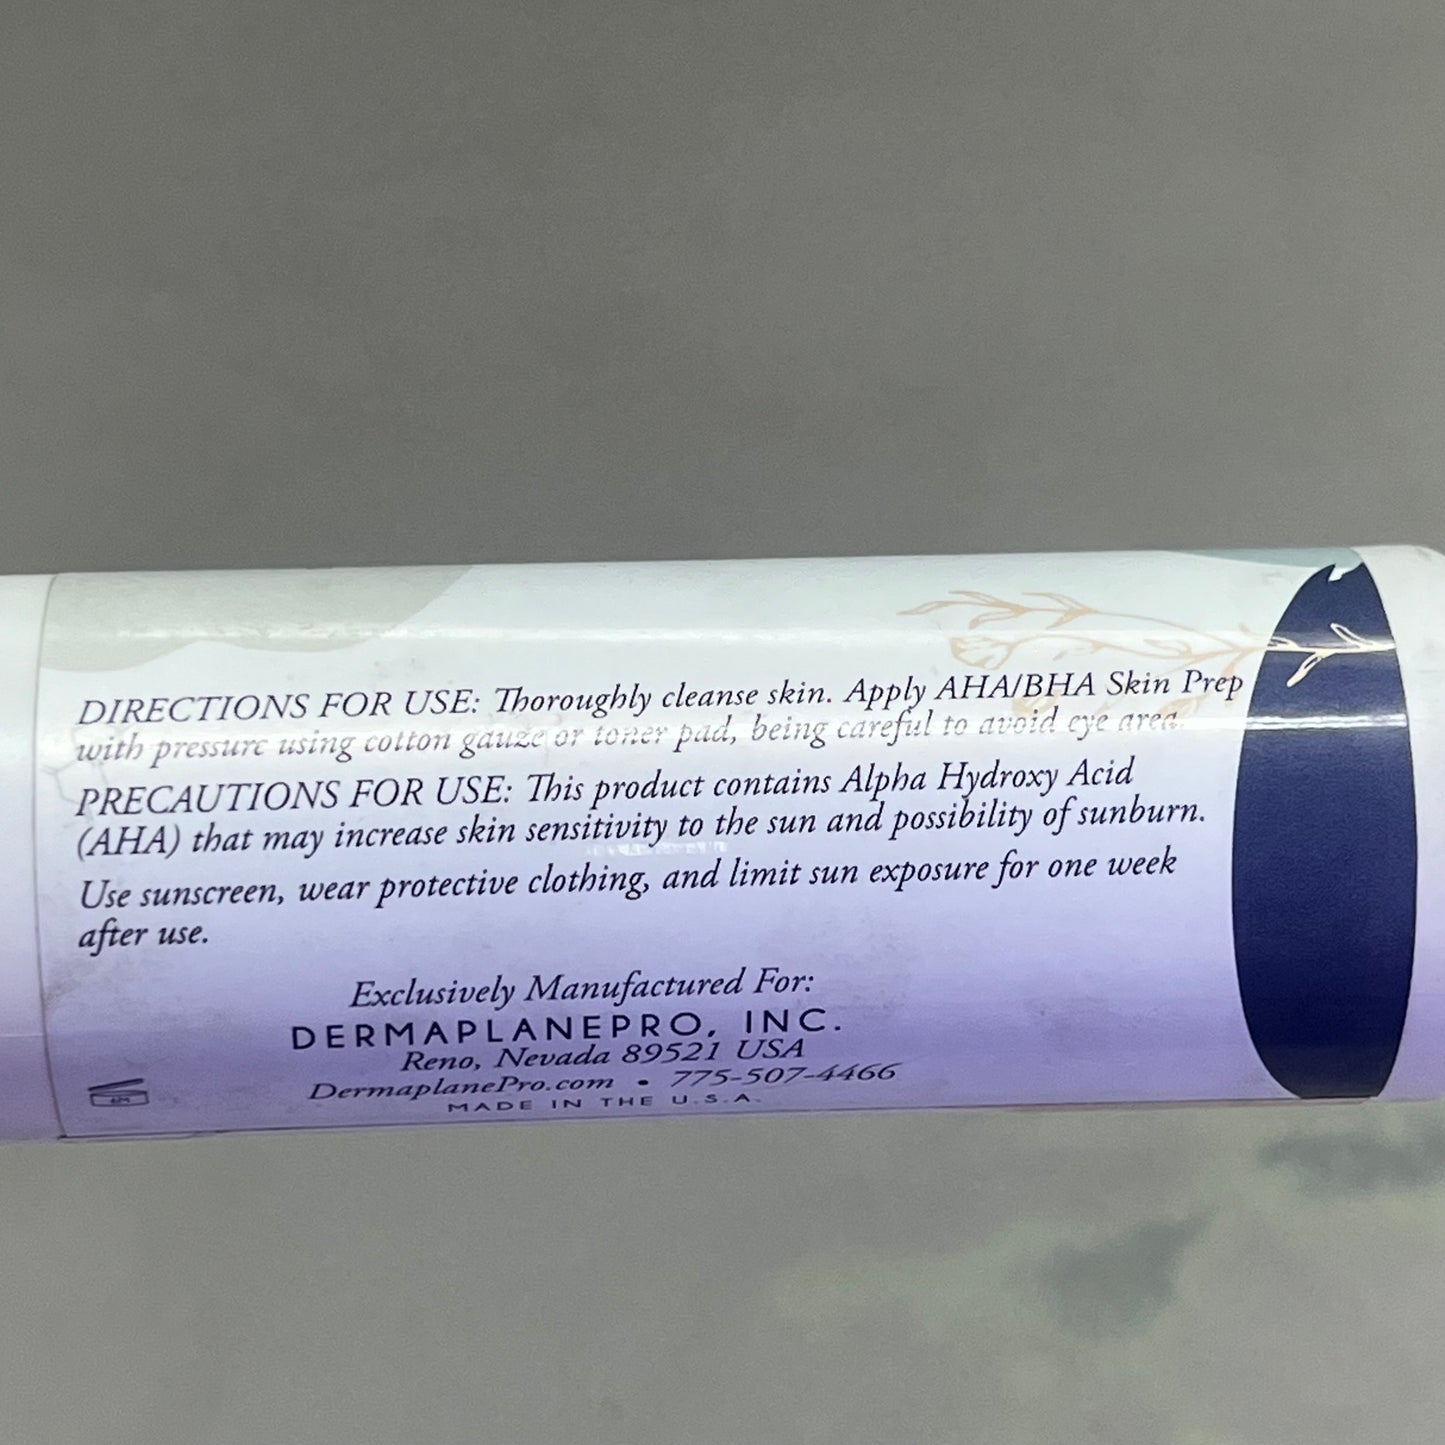 DIRECTIONS FOR USE: Thoroughly cleanse skin. Apply AHA/BHA Skin Prep
with pressure using cotton gauze or toner pad, being careful to avoid eye area.
PRECAUTIONS FOR USE: This product contains Alpha Hydroxy Acid
(AHA) that may increase skin sensitivity to the sun and possibility of sunburn.
Use sunscreen, wear protective clothing, and limit sun exposure for one week
after use.
Exclusively Manufactured For:
DERMAPLANEPRO, INC.
Reno, Nevada 89521 USA
DermaplanePro.com • 775-507-4466
MADE IN THE U.S.A.